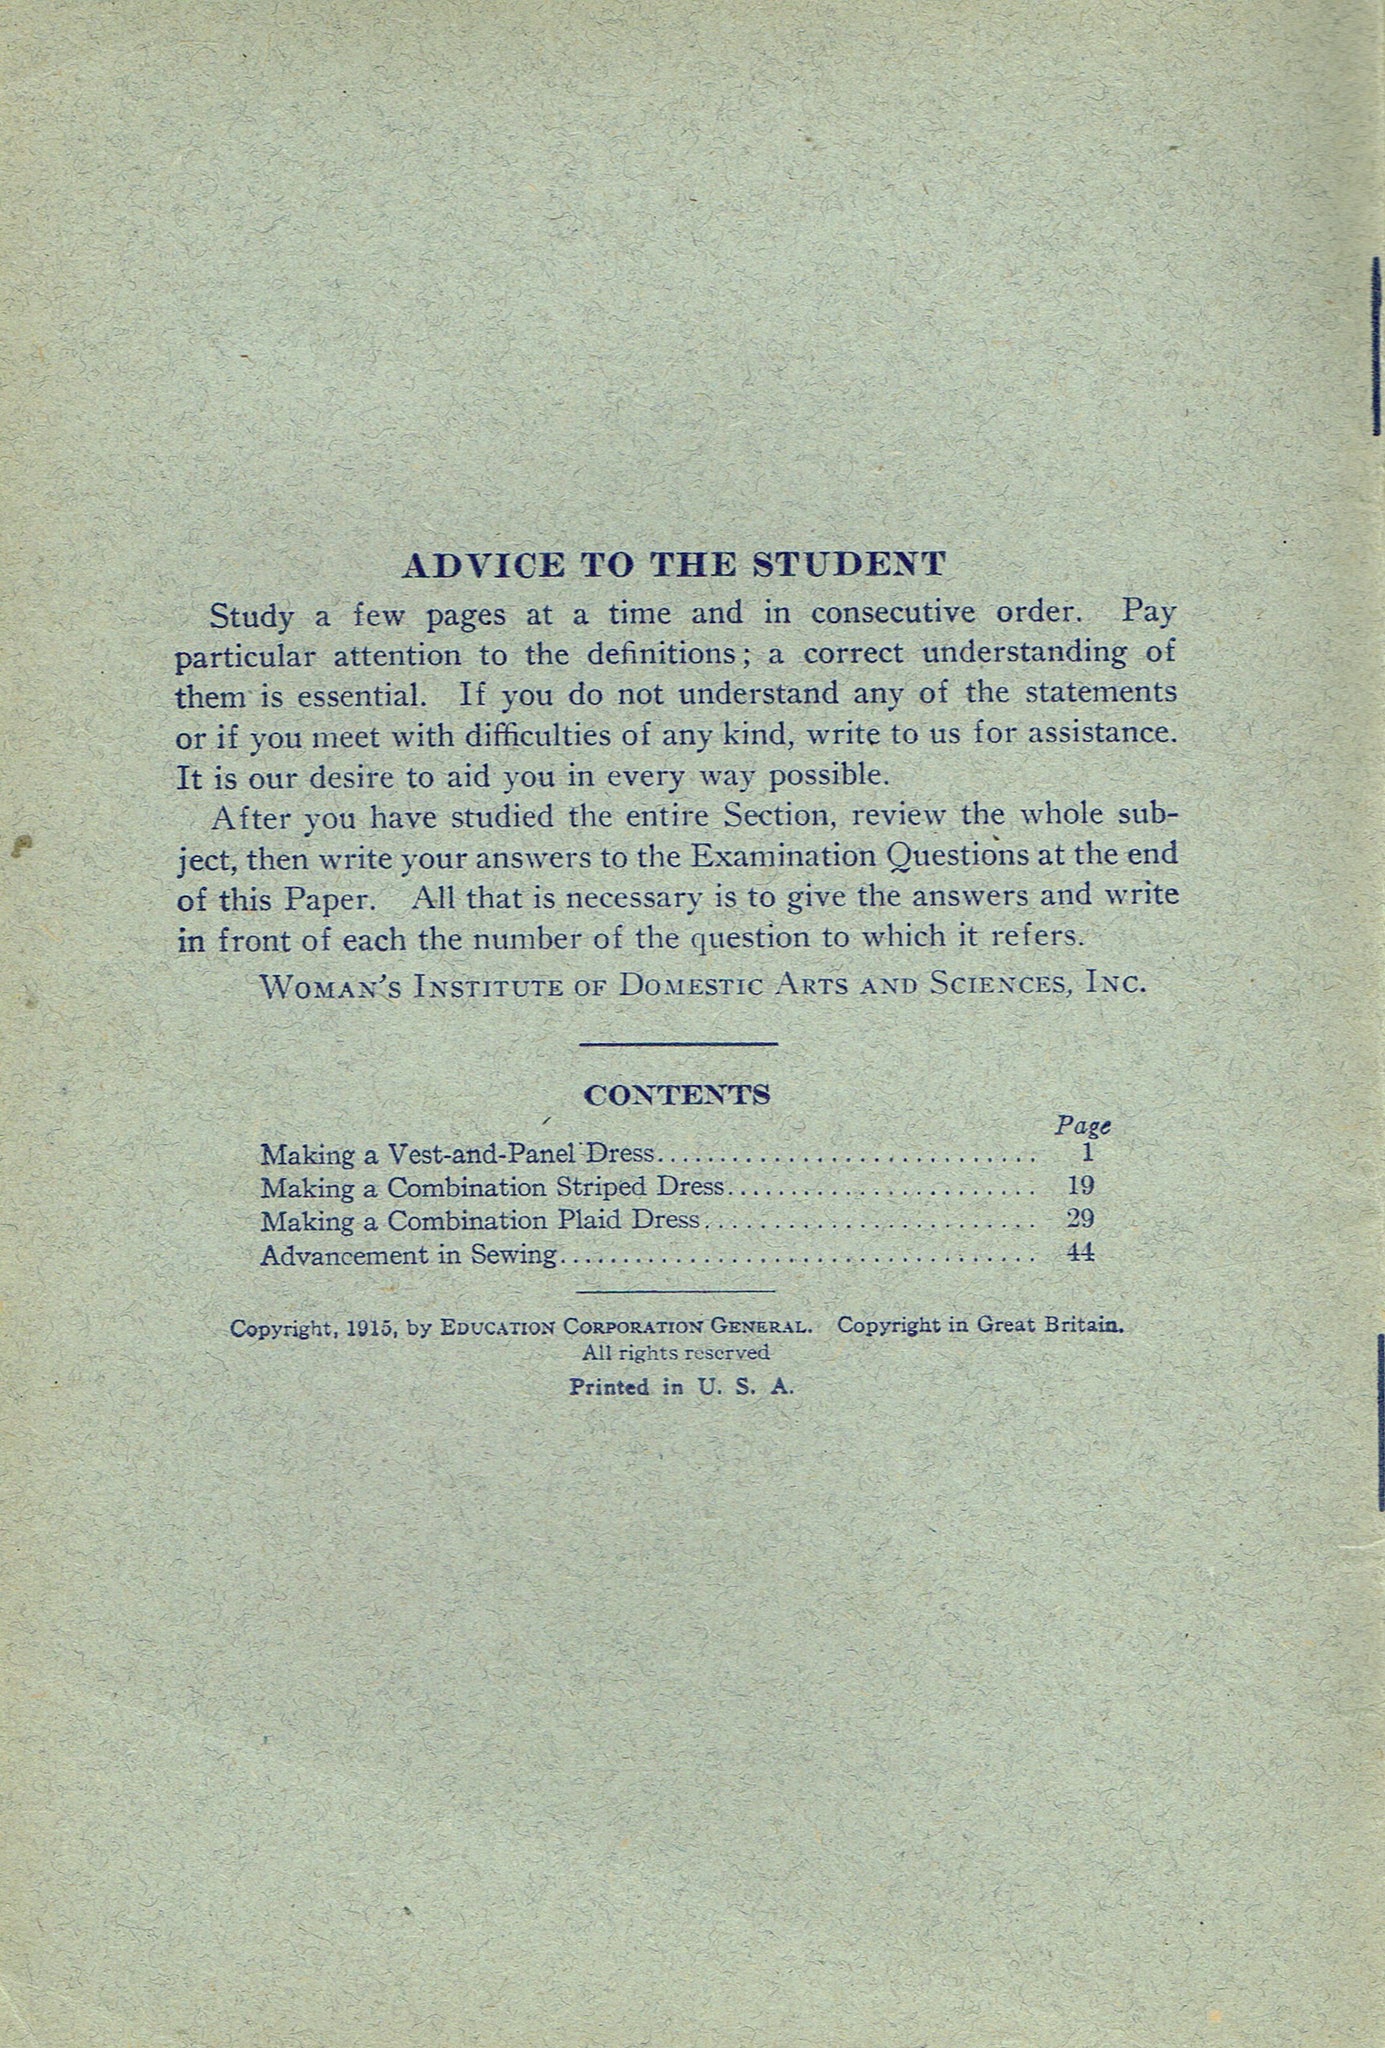 ADVICE TO THE STUDENT
Study a few pages at a time and in consecutive order. Pay
particular attention to the definitions; a correct understanding of
them is essential. If you do not understand any of the statements
or if you meet with difficulties of any kind, write to us for assistance.
It is our desire to aid you in every way possible.
After you have studied the entire Section, review the whole sub-
ject, then write your answers to the Examination Questions at the end
of this Paper. All that is necessary is to give the answers and write
in front of each the number of the question to which it refers.
WOMAN'S INSTITUTE OF DOMESTIC ARTS AND SCIENCES, INC.
CONTENTS
Page
Making a Vest-and-Panel Dress.............................. 1
Making a Combination Striped Dress......................... 19
Making a Combination Plaid Dress........................... 29
Advancement in Sewing...................................... 44
Copyright, 1915, by EDUCATION CORPORATION GENERAL. Copyright in Great Britain.
All rights reserved
Printed in U. S. A.